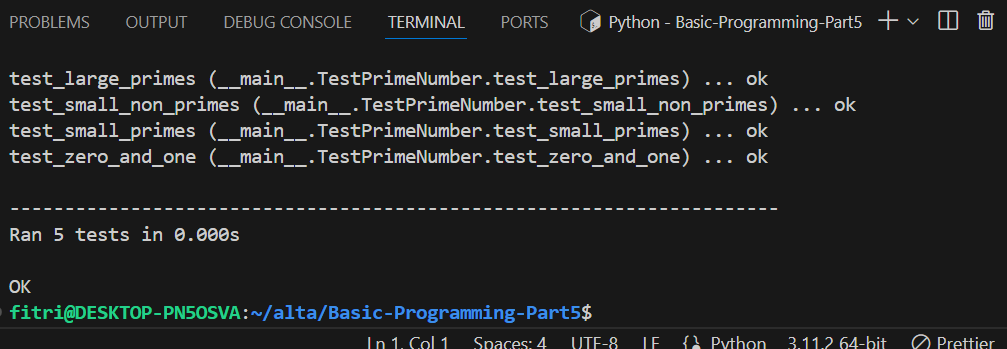 PROBLEMS OUTPUT DEBUG CONSOLE TERMINAL PORTS Python - Basic-Programming-Part5
test_large_primes (__main__.TestPrimeNumber.test_large_primes) ... ok
test_small_non_primes (__main__.TestPrimeNumber.test_small_non_primes) ... ok
test_small_primes (__main__.TestPrimeNumber.test_small_primes) ... ok
test_zero_and_one (__main__.TestPrimeNumber.test_zero_and_one) ... ok
----------------------------------------------------------------------
Ran 5 tests in 0.000s
OK
fitri@DESKTOP-PN5OSVA:~/alta/Basic-Programming-Part5$
Ln 1, Col 1 Spaces: 4 UTF-8 LF Python 3.11.2 64-bit Prettier